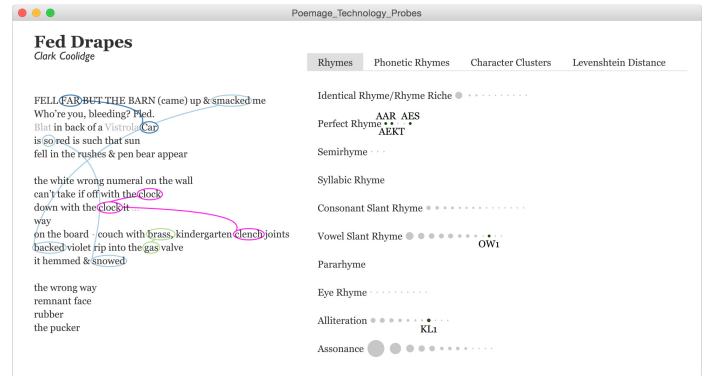 Poemage_Technology_Probes
Fed Drapes
Clark Coolidge
FELL FAR BUT THE BARN (came) up & smacked me
Who're you, bleeding? Fled.
Blat in back of a Vistrola Car
is so red is such that sun
fell in the rushes & pen bear appear
the white wrong numeral on the wall
can't take if off with the clock
down with the clock it
way
on the board - couch with brass, kindergarten clench joints
backed violet rip into the gas valve
it hemmed & snowed
the wrong way
remnant face
rubber
the pucker
Rhymes Phonetic Rhymes Character Clusters Levenshtein Distance
Identical Rhyme/Rhyme Riche
AAR AES
Perfect Rhyme
AEKT
Semirhyme
Syllabic Rhyme
Consonant Slant Rhyme
Vowel Slant Rhyme
OW1
Pararhyme
Eye Rhyme
Alliteration
KL1
Assonance